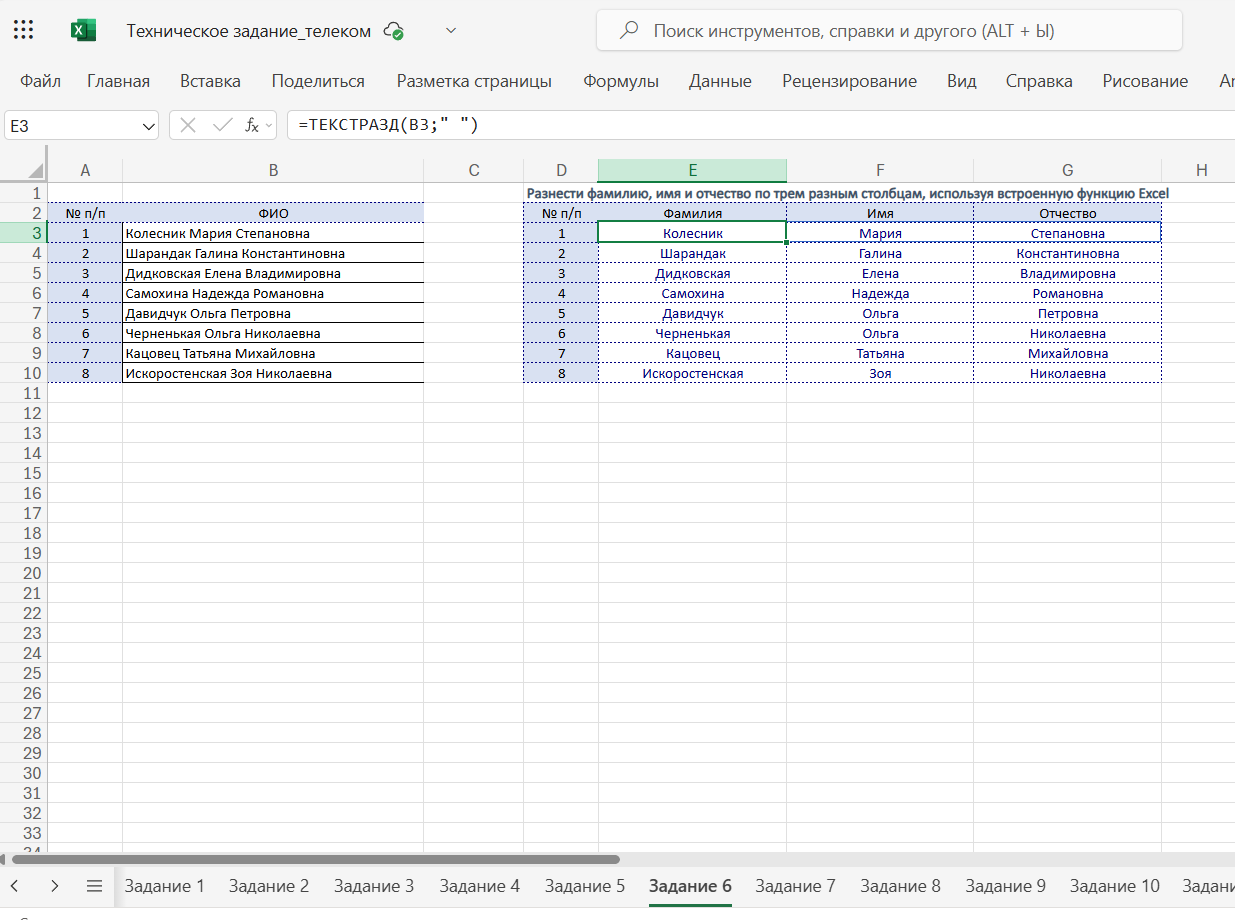 Техническое задание_телеком
Поиск инструментов, справки и другого (ALT + Ы)
Файл Главная Вставка Поделиться Разметка страницы Формулы Данные Рецензирование Вид Справка Рисование
E3 fx =ТЕКСТРАЗД(B3;" ")
A B C D E F G H
1 Разнести фамилию, имя и отчество по трем разным столбцам, используя встроенную функцию Excel
2 № п/п ФИО № п/п Фамилия Имя Отчество
3 1 Колесник Мария Степановна 1 Колесник Мария Степановна
4 2 Шарандак Галина Константиновна 2 Шарандак Галина Константиновна
5 3 Дидковская Елена Владимировна 3 Дидковская Елена Владимировна
6 4 Самохина Надежда Романовна 4 Самохина Надежда Романовна
7 5 Давидчук Ольга Петровна 5 Давидчук Ольга Петровна
8 6 Черненькая Ольга Николаевна 6 Черненькая Ольга Николаевна
9 7 Кацовец Татьяна Михайловна 7 Кацовец Татьяна Михайловна
10 8 Искоростенская Зоя Николаевна 8 Искоростенская Зоя Николаевна
11
12
13
14
15
16
17
18
19
20
21
22
23
24
25
26
27
28
29
30
31
32
33
34
Задание 1 Задание 2 Задание 3 Задание 4 Задание 5 Задание 6 Задание 7 Задание 8 Задание 9 Задание 10